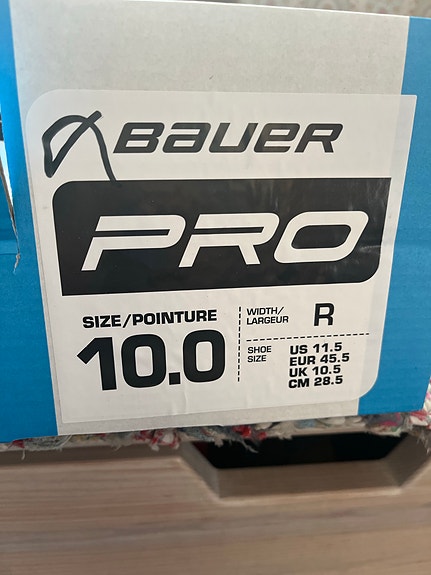 BAUER
PRO
SIZE/POINTURE
10.0
WIDTH/
LARGEUR
R
SHOE
SIZE
US 11.5
EUR 45.5
UK 10.5
CM 28.5